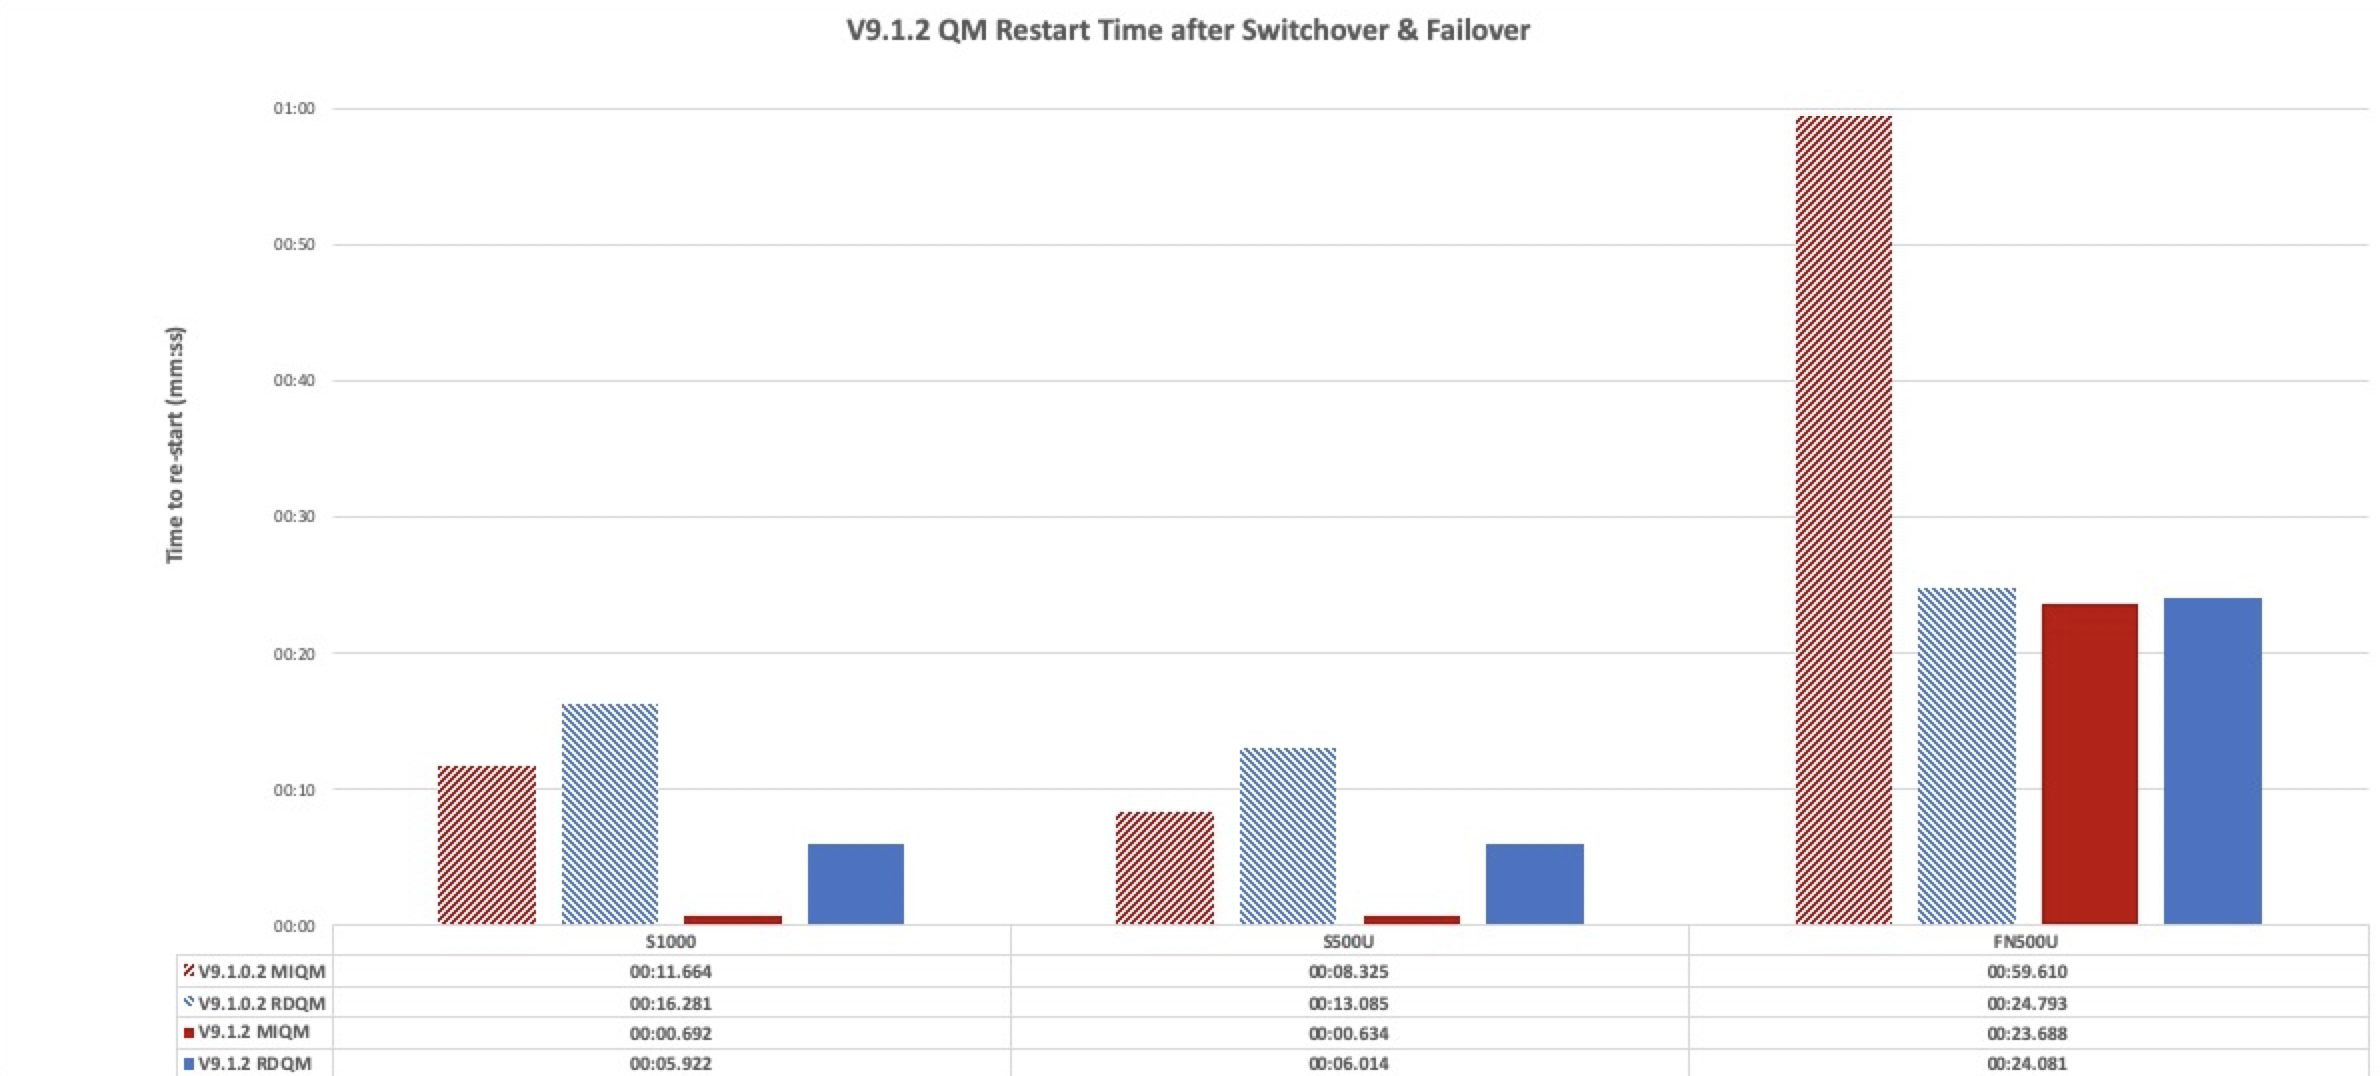 V9.1.2 QM Restart Time after Switchover & Failover
01:00
00:50
00:40
00:30
00:20
00:10
00:00
Time to re-start (mm:ss)
S1000 S500U FN500U
V9.1.0.2 MIQM 00:11.664 00:08.325 00:59.610
V9.1.0.2 RDQM 00:16.281 00:13.085 00:24.793
V9.1.2 MIQM 00:00.692 00:00.634 00:23.688
V9.1.2 RDQM 00:05.922 00:06.014 00:24.081